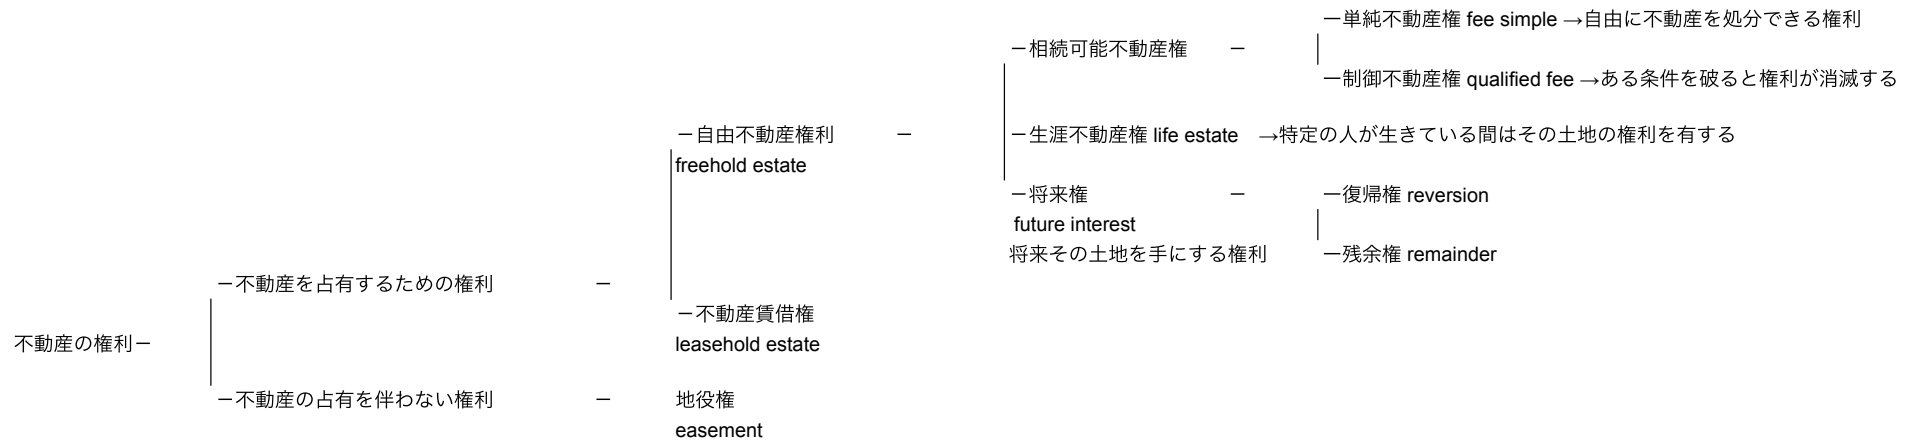 ー単純不動産権 fee simple →自由に不動産を処分できる権利
ー相続可能不動産権 ー
ー制御不動産権 qualified fee →ある条件を破ると権利が消滅する
ー自由不動産権利 ー
ー生涯不動産権 life estate →特定の人が生きている間はその土地の権利を有する
freehold estate
ー将来権 ー
ー復帰権 reversion
future interest
将来その土地を手にする権利
ー残余権 remainder
ー不動産を占有するための権利 ー
ー不動産賃借権
不動産の権利ー
leasehold estate
ー不動産の占有を伴わない権利 ー
地役権
easement